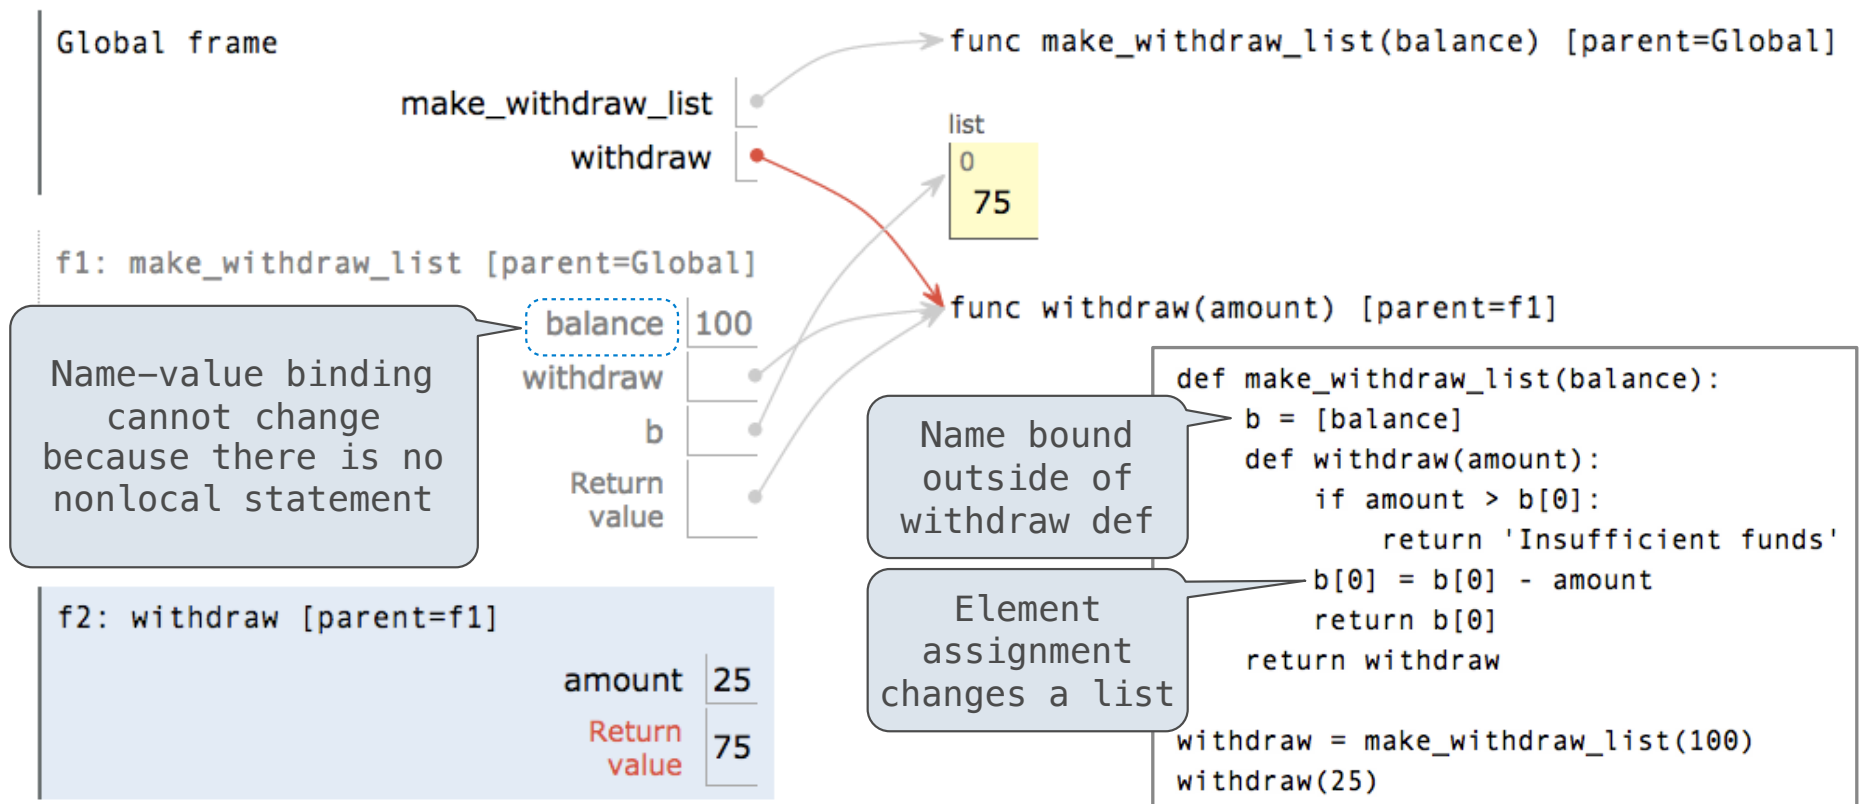 Global frame
make_withdraw_list
withdraw
func make_withdraw_list(balance) [parent=Global]
list
0
75
f1: make_withdraw_list [parent=Global]
balance 100
withdraw
b
Return
value
func withdraw(amount) [parent=f1]
Name–value binding
cannot change
because there is no
nonlocal statement
f2: withdraw [parent=f1]
amount 25
Return
value 75
Name bound
outside of
withdraw def
Element
assignment
changes a list
def make_withdraw_list(balance):
    b = [balance]
    def withdraw(amount):
        if amount > b[0]:
            return 'Insufficient funds'
        b[0] = b[0] - amount
        return b[0]
    return withdraw
withdraw = make_withdraw_list(100)
withdraw(25)